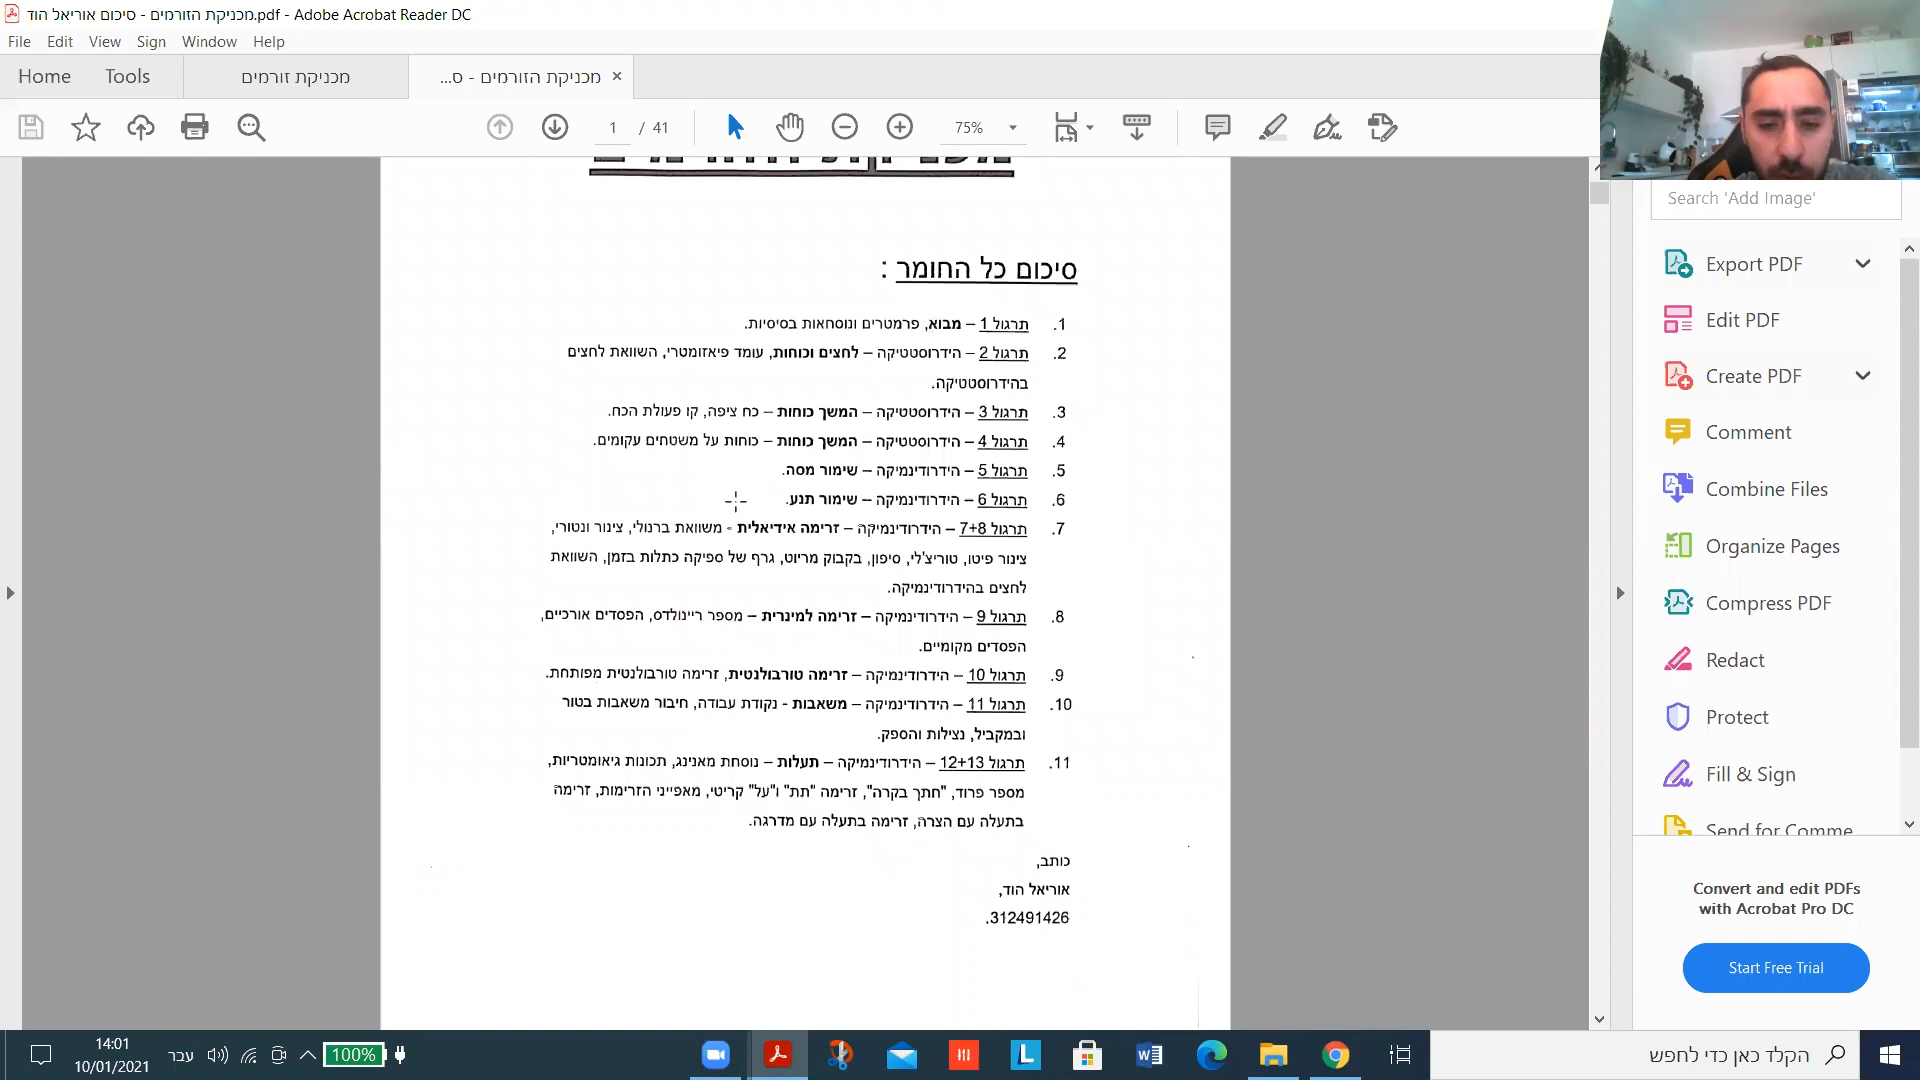 מכניקת הזורמים - סיכום אוריאל הוד.pdf - Adobe Acrobat Reader DC
File Edit View Sign Window Help
Home Tools מכניקת זורמים מכניקת הזורמים - ס... ×
1 / 41 75%
Search 'Add Image'
מכניקת הזורמים
סיכום כל החומר :
1. תרגול 1 – מבוא, פרמטרים ונוסחאות בסיסיות.
2. תרגול 2 – הידרוסטטיקה – לחצים וכוחות, עומד פיאזומטרי, השוואת לחצים
בהידרוסטטיקה.
3. תרגול 3 – הידרוסטטיקה – המשך כוחות – כח ציפה, קו פעולת הכח.
4. תרגול 4 – הידרוסטטיקה – המשך כוחות – כוחות על משטחים עקומים.
5. תרגול 5 – הידרודינמיקה – שימור מסה.
6. תרגול 6 – הידרודינמיקה – שימור תנע.
7. תרגול 7+8 – הידרודינמיקה – זרימה אידיאלית - משוואת ברנולי, צינור ונטורי,
צינור פיטו, טוריצ'לי, סיפון, בקבוק מריוט, גרף של ספיקה כתלות בזמן, השוואת
לחצים בהידרודינמיקה.
8. תרגול 9 – הידרודינמיקה – זרימה למינרית – מספר ריינולדס, הפסדים אורכיים,
הפסדים מקומיים.
9. תרגול 10 – הידרודינמיקה – זרימה טורבולנטית, זרימה טורבולנטית מפותחת.
10. תרגול 11 – הידרודינמיקה – משאבות - נקודת עבודה, חיבור משאבות בטור
ובמקביל, נצילות והספק.
11. תרגול 12+13 – הידרודינמיקה – תעלות – נוסחת מאנינג, תכונות גיאומטריות,
מספר פרוד, "חתך בקרה", זרימה "תת" ו"על" קריטי, מאפייני הזרימות, זרימה
בתעלה עם הצרה, זרימה בתעלה עם מדרגה.
כותב,
אוריאל הוד,
312491426.
Export PDF
Edit PDF
Create PDF
Comment
Combine Files
Organize Pages
Compress PDF
Redact
Protect
Fill & Sign
Send for Comme
Convert and edit PDFs
with Acrobat Pro DC
Start Free Trial
14:01
10/01/2021
עבר
100%
הקלד כאן כדי לחפש